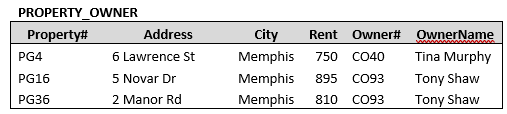 PROPERTY_OWNER
Property# Address City Rent Owner# OwnerName
PG4 6 Lawrence St Memphis 750 CO40 Tina Murphy
PG16 5 Novar Dr Memphis 895 CO93 Tony Shaw
PG36 2 Manor Rd Memphis 810 CO93 Tony Shaw